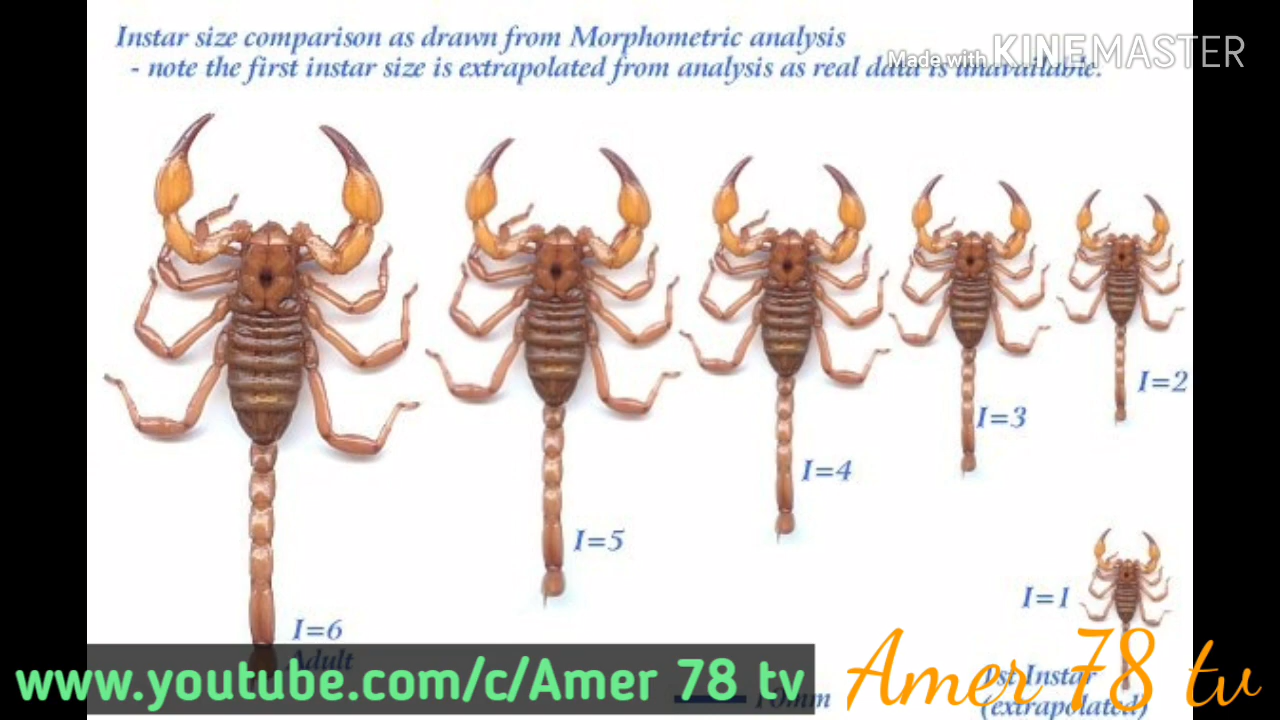 Instar size comparison as drawn from Morphometric analysis
- note the first instar size is extrapolated from analysis as real data is unavailable.
Made with KINEMASTER
I=2
I=3
I=4
I=5
I=1
I=6
Adult
1st Instar
(extrapolated)
10mm
www.youtube.com/c/Amer 78 tv
Amer 78 tv